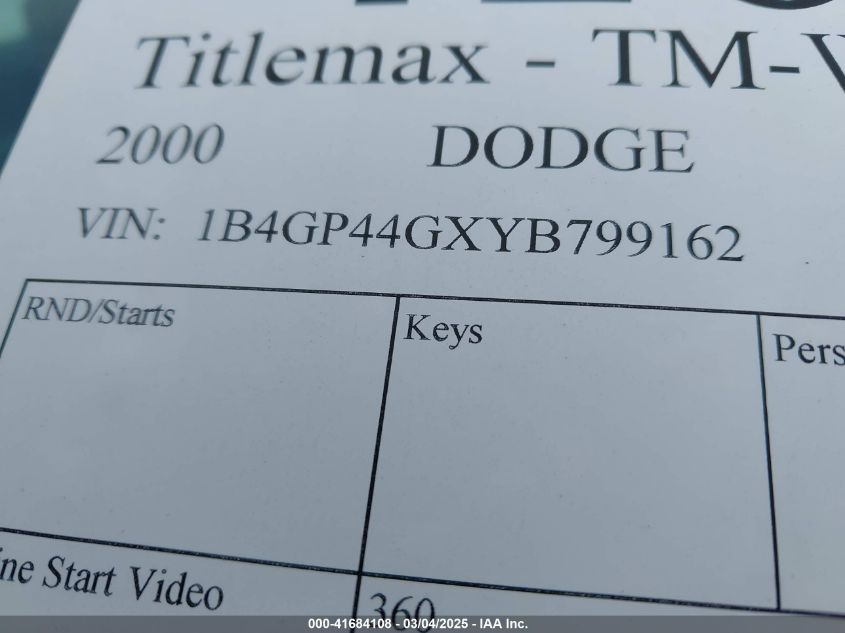 Titlemax - TM-V
2000 DODGE
VIN: 1B4GP44GXYB799162
RND/Starts
Keys
Pers
ine Start Video
360
000-41684108 - 03/04/2025 - IAA Inc.